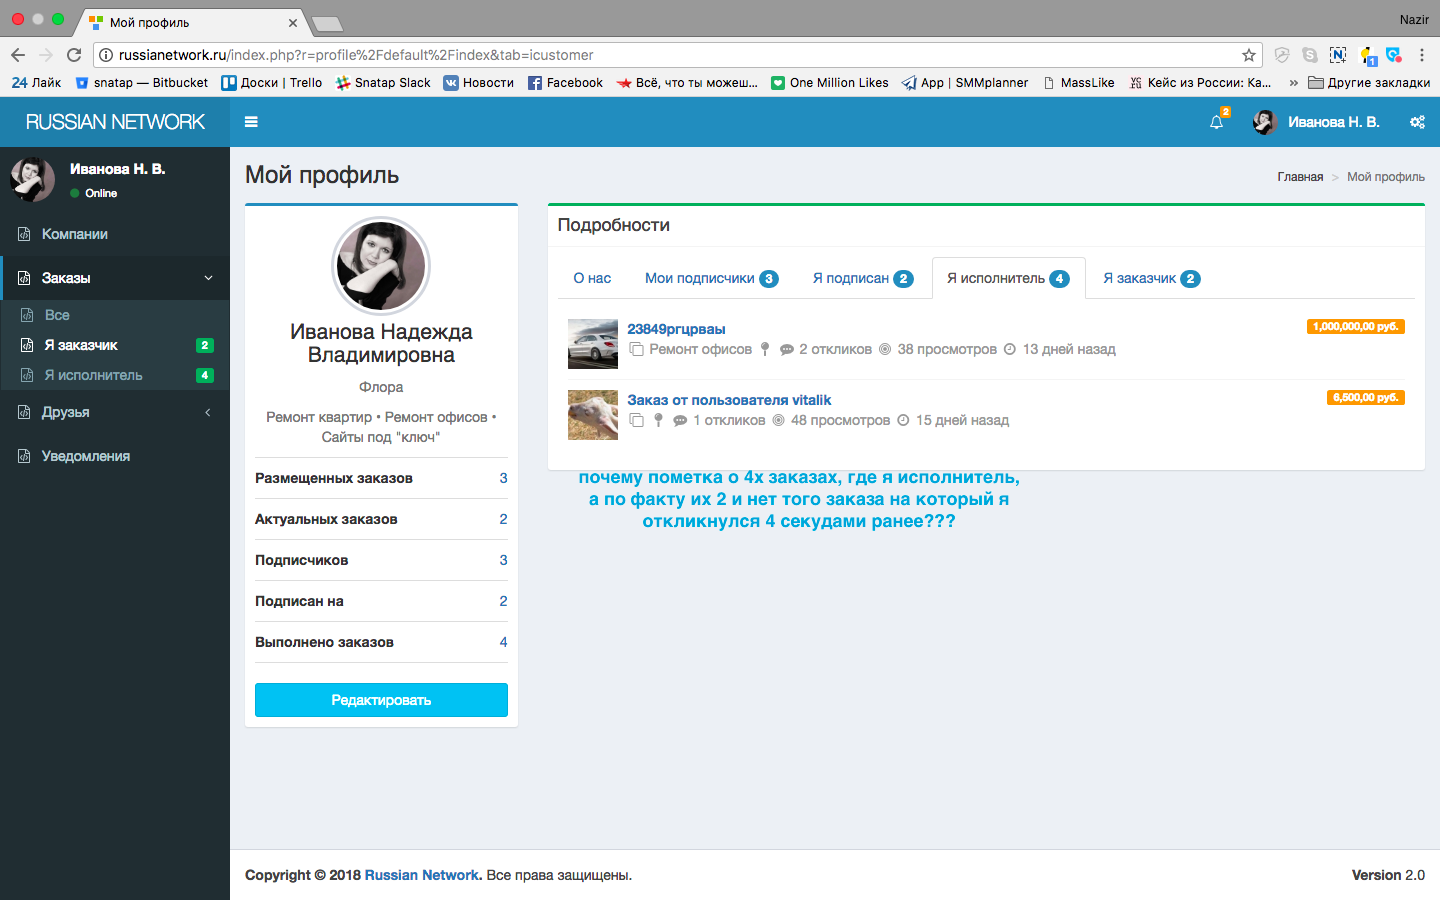 Мой профиль
Nazir
russianetwork.ru/index.php?r=profile%2Fdefault%2Findex&tab=icustomer
24 Лайк
snatap — Bitbucket
Доски | Trello
Snatap Slack
Новости
Facebook
Всё, что ты можеш...
One Million Likes
App | SMMplanner
MassLike
Кейс из России: Ка...
»
Другие закладки
RUSSIAN NETWORK
2
Иванова Н. В.
Иванова Н. В.
Online
Компании
Заказы
Все
Я заказчик 2
Я исполнитель 4
Друзья
Уведомления
Мой профиль
Главная > Мой профиль
Иванова Надежда
Владимировна
Флора
Ремонт квартир • Ремонт офисов •
Сайты под "ключ"
Размещенных заказов 3
Актуальных заказов 2
Подписчиков 3
Подписан на 2
Выполнено заказов 4
Редактировать
Подробности
О нас
Мои подписчики 3
Я подписан 2
Я исполнитель 4
Я заказчик 2
23849ргцрваы
1,000,000,00 руб.
Ремонт офисов 2 откликов 38 просмотров 13 дней назад
Заказ от пользователя vitalik
6,500,00 руб.
1 откликов 48 просмотров 15 дней назад
почему пометка о 4х заказах, где я исполнитель,
а по факту их 2 и нет того заказа на который я
откликнулся 4 секудами ранее???
Copyright © 2018 Russian Network. Все права защищены.
Version 2.0